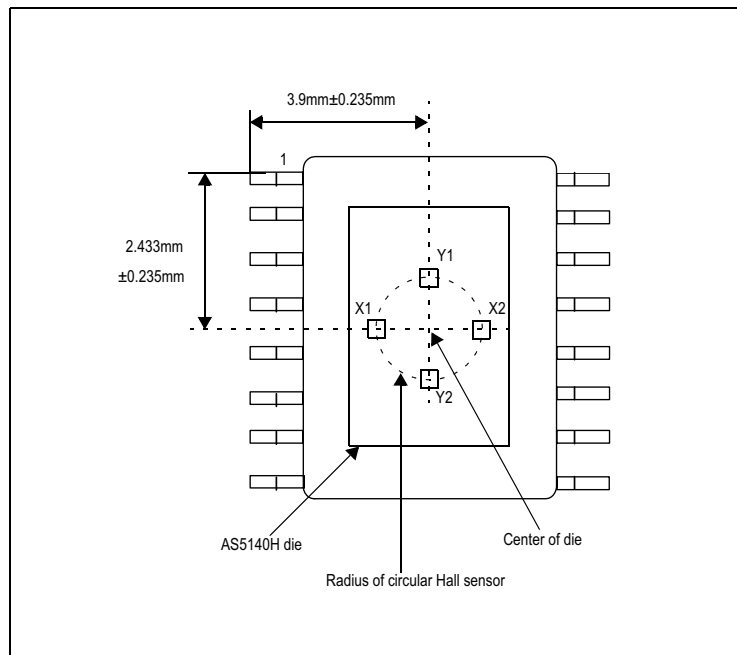 3.9mm±0.235mm
1
2.433mm
±0.235mm
Y1
X1
X2
Y2
AS5140H die
Center of die
Radius of circular Hall sensor